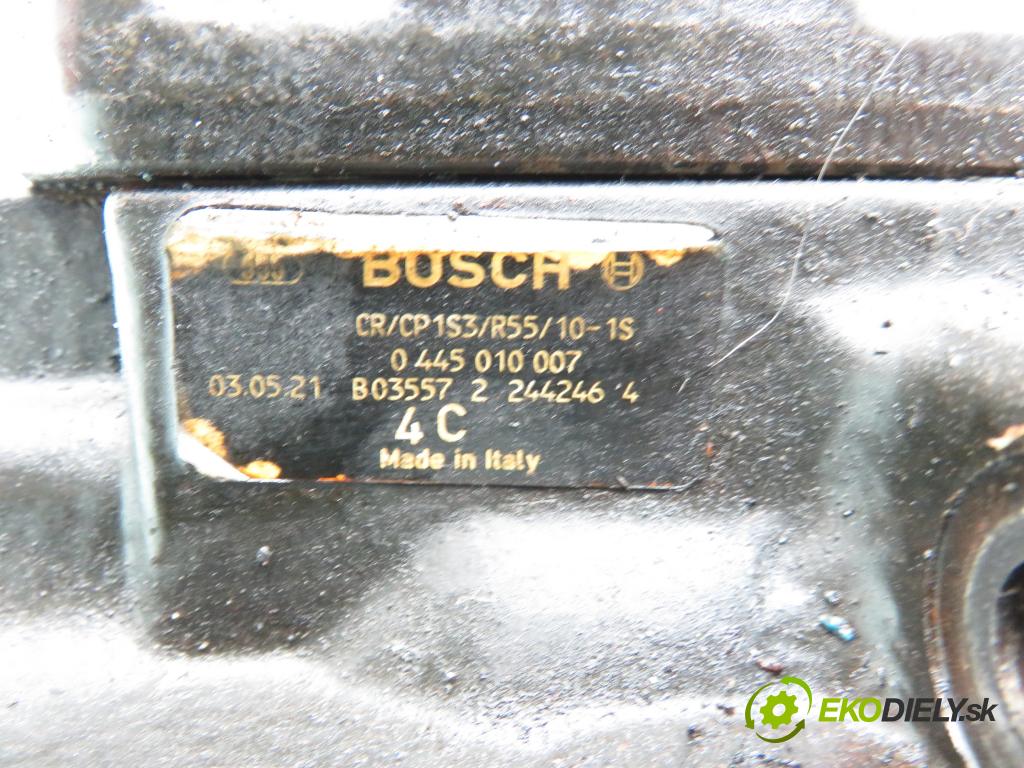 BOSCH
CR/CP1S3/R55/10-1S
0 445 010 007
03.05.21 B03557 2 244246 4
4C
Made in Italy
EKODIELY.sk